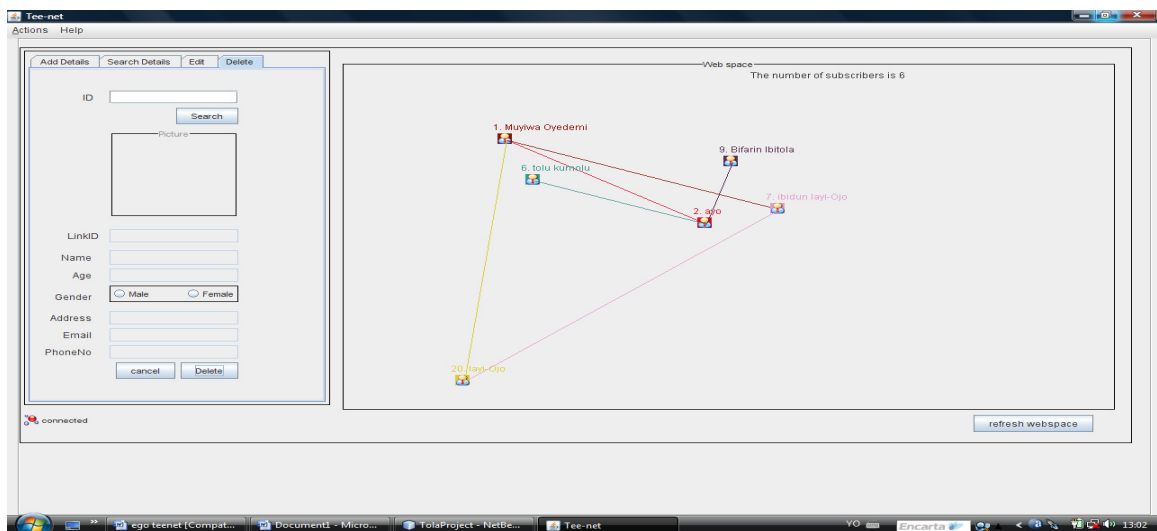 Tee-net
Actions Help
Add Details Search Details Edit Delete
ID
Search
Picture
LinkID
Name
Age
Gender Male Female
Address
Email
PhoneNo
cancel Delete
connected
Web space
The number of subscribers is 6
1. Muyiwa Oyedemi
9. Bifarin Ibitola
6. tolu kumolu
7. ibidun layi-Ojo
2. ayo
20. layi-Ojo
refresh webspace
ego teenet [Compat... Document1 - Micro... TolaProject - NetBe... Tee-net YO Encarta 13:02